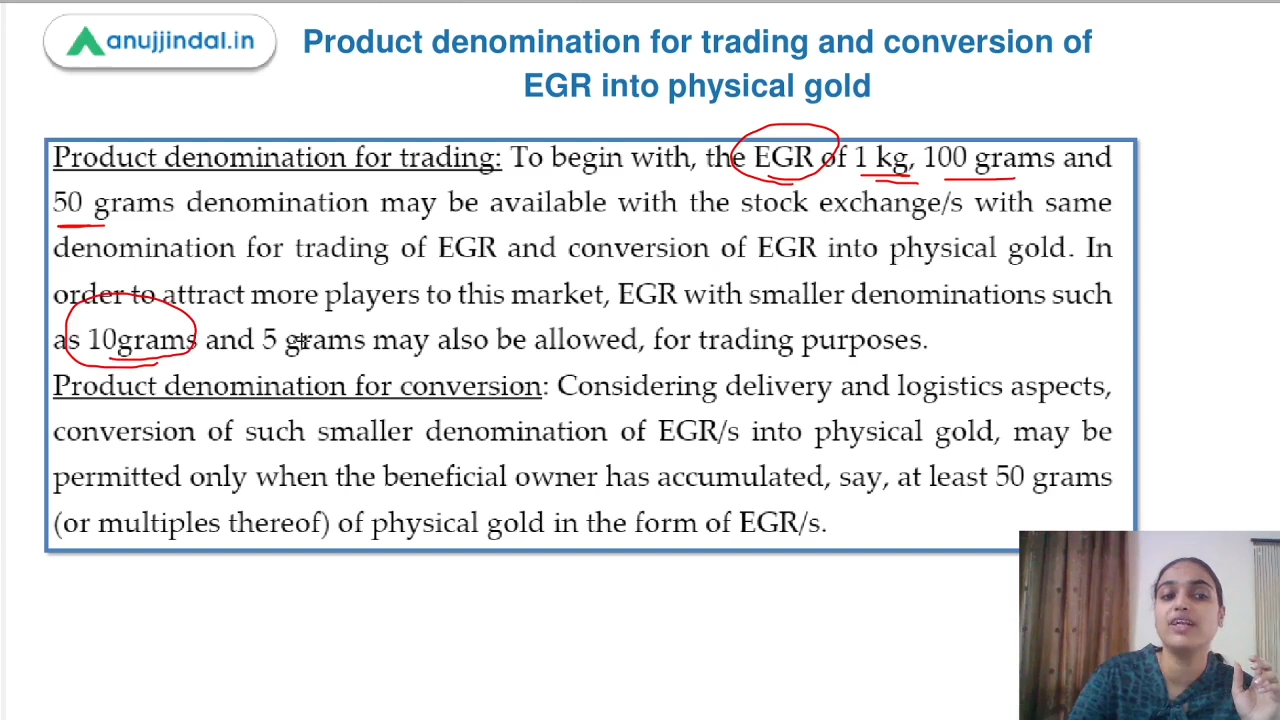 anujjindal.in
Product denomination for trading and conversion of
EGR into physical gold
Product denomination for trading: To begin with, the EGR of 1 kg, 100 grams and
50 grams denomination may be available with the stock exchange/s with same
denomination for trading of EGR and conversion of EGR into physical gold. In
order to attract more players to this market, EGR with smaller denominations such
as 10grams and 5 grams may also be allowed, for trading purposes.
Product denomination for conversion: Considering delivery and logistics aspects,
conversion of such smaller denomination of EGR/s into physical gold, may be
permitted only when the beneficial owner has accumulated, say, at least 50 grams
(or multiples thereof) of physical gold in the form of EGR/s.